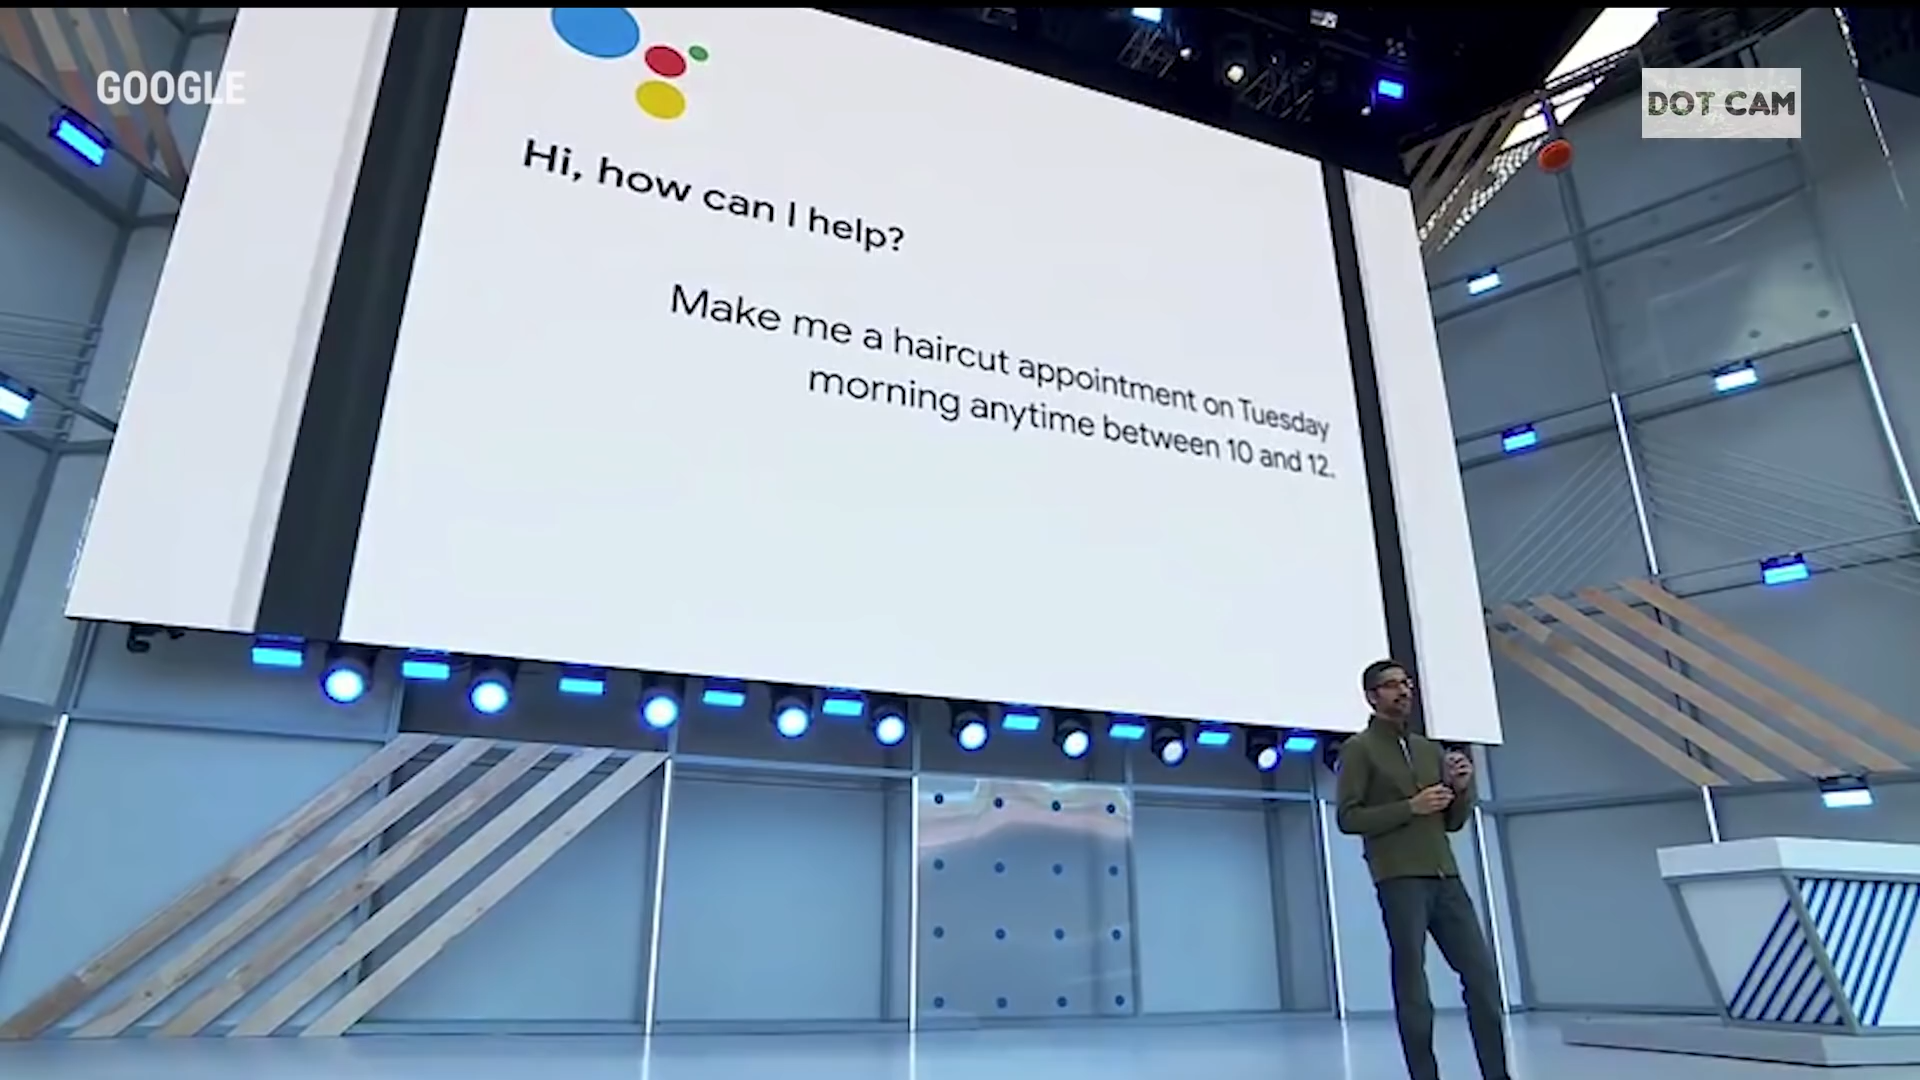 GOOGLE
DOT CAM
Hi, how can I help?
Make me a haircut appointment on Tuesday
morning anytime between 10 and 12.